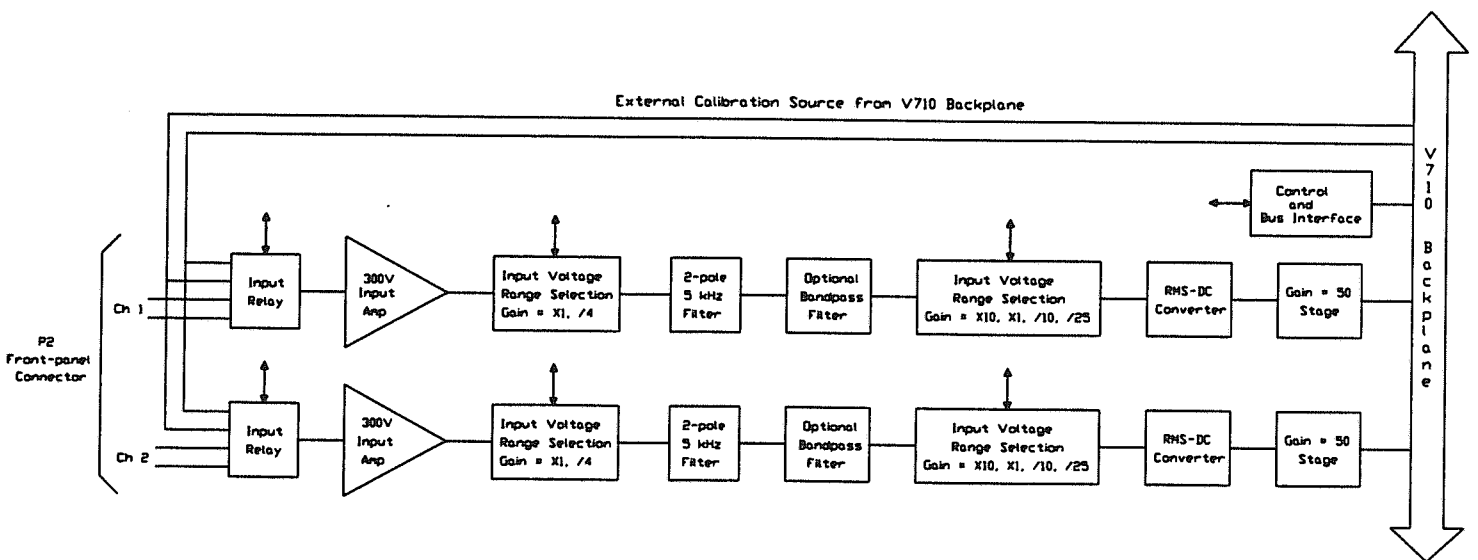 External Calibration Source from V710 Backplane
V710 Backplane
Control
and
Bus Interface
P2
Front-panel
Connector
Ch 1
Input
Relay
300V
Input
Amp
Input Voltage
Range Selection
Gain = X1, /4
2-pole
5 kHz
Filter
Optional
Bandpass
Filter
Input Voltage
Range Selection
Gain = X10, X1, /10, /25
RMS-DC
Converter
Gain = 50
Stage
Ch 2
Input
Relay
300V
Input
Amp
Input Voltage
Range Selection
Gain = X1, /4
2-pole
5 kHz
Filter
Optional
Bandpass
Filter
Input Voltage
Range Selection
Gain = X10, X1, /10, /25
RMS-DC
Converter
Gain = 50
Stage